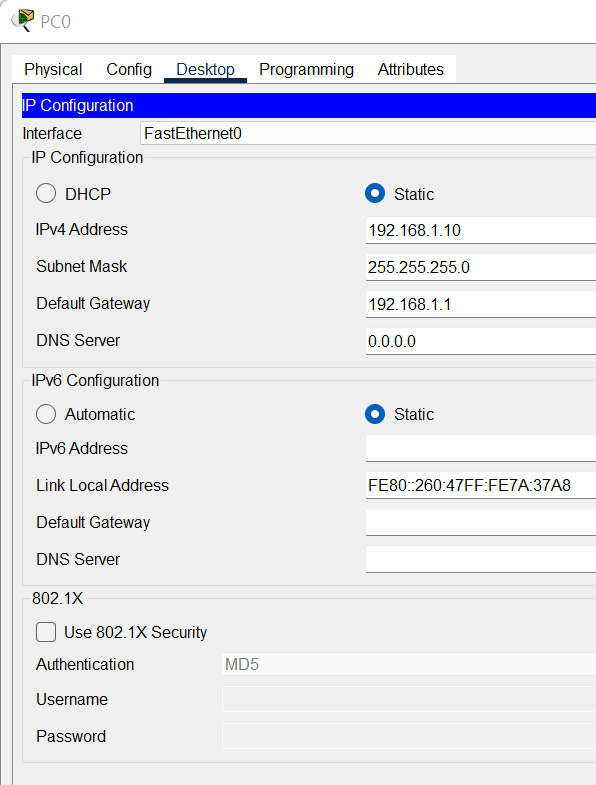 PC0
Physical Config Desktop Programming Attributes
IP Configuration
Interface FastEthernet0
IP Configuration
DHCP Static
IPv4 Address 192.168.1.10
Subnet Mask 255.255.255.0
Default Gateway 192.168.1.1
DNS Server 0.0.0.0
IPv6 Configuration
Automatic Static
IPv6 Address
Link Local Address FE80::260:47FF:FE7A:37A8
Default Gateway
DNS Server
802.1X
Use 802.1X Security
Authentication MD5
Username
Password